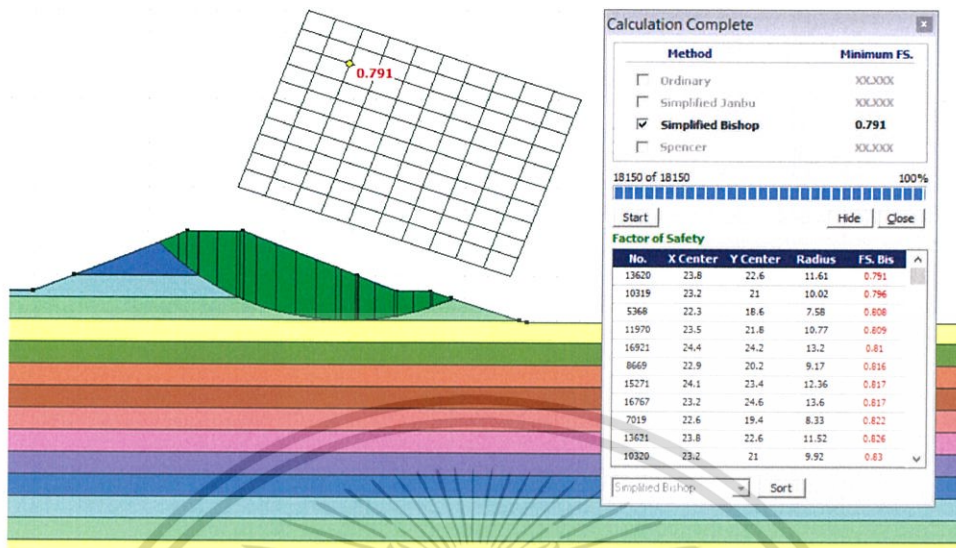 0.791
Calculation Complete
Method Minimum FS.
Ordinary XX.XXX
Simplified Janbu XX.XXX
Simplified Bishop 0.791
Spencer XX.XXX
18150 of 18150 100%
Start Hide Close
Factor of Safety
No. X Center Y Center Radius FS. Bis
13620 23.8 22.6 11.61 0.791
10319 23.2 21 10.02 0.796
5368 22.3 18.6 7.58 0.808
11970 23.5 21.8 10.77 0.809
16921 24.4 24.2 13.2 0.81
8669 22.9 20.2 9.17 0.816
15271 24.1 23.4 12.36 0.817
16767 23.2 24.6 13.6 0.817
7019 22.6 19.4 8.33 0.822
13621 23.8 22.6 11.52 0.826
10320 23.2 21 9.92 0.83
Simplified Bishop Sort